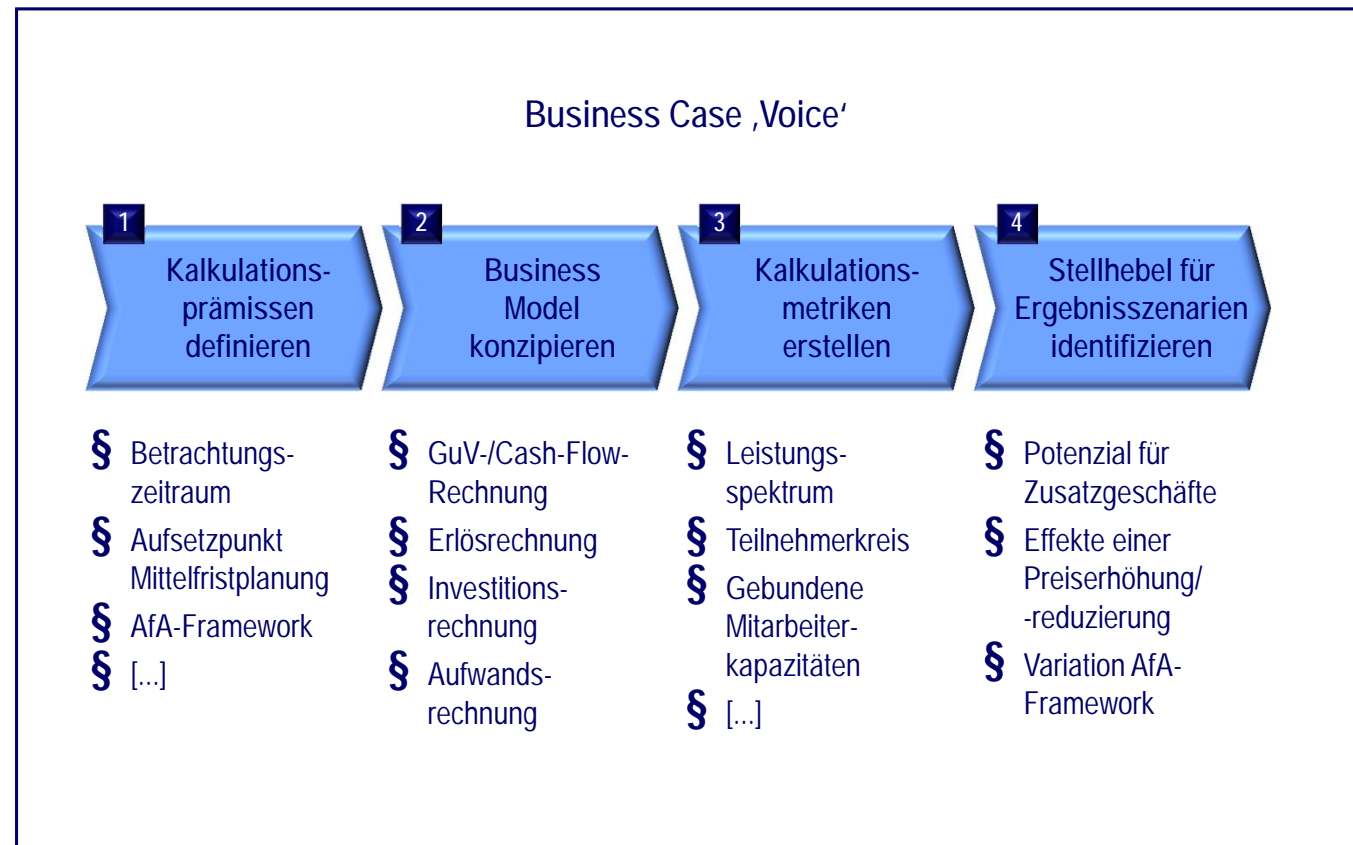 Business Case ‚Voice‘
1
Kalkulations-
prämissen
definieren
2
Business
Model
konzipieren
3
Kalkulations-
metriken
erstellen
4
Stellhebel für
Ergebnisszenarien
identifizieren
§ Betrachtungs-
zeitraum
§ Aufsetzpunkt
Mittelfristplanung
§ AfA-Framework
§ [...]
§ GuV-/Cash-Flow-
Rechnung
§ Erlösrechnung
§ Investitions-
rechnung
§ Aufwands-
rechnung
§ Leistungs-
spektrum
§ Teilnehmerkreis
§ Gebundene
Mitarbeiter-
kapazitäten
§ [...]
§ Potenzial für
Zusatzgeschäfte
§ Effekte einer
Preiserhöhung/
-reduzierung
§ Variation AfA-
Framework